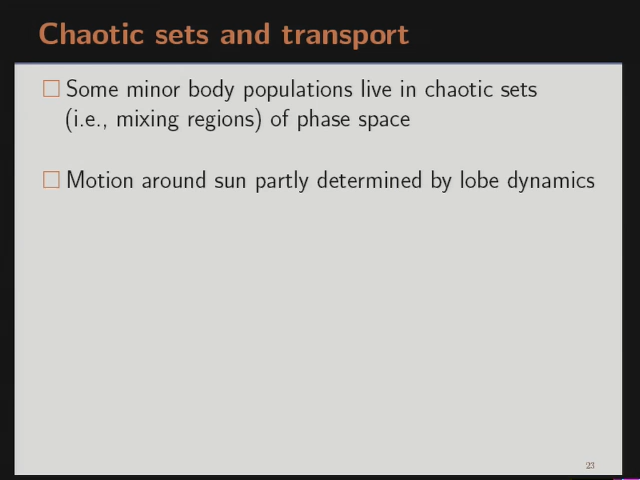 Chaotic sets and transport
Some minor body populations live in chaotic sets
(i.e., mixing regions) of phase space
Motion around sun partly determined by lobe dynamics
23